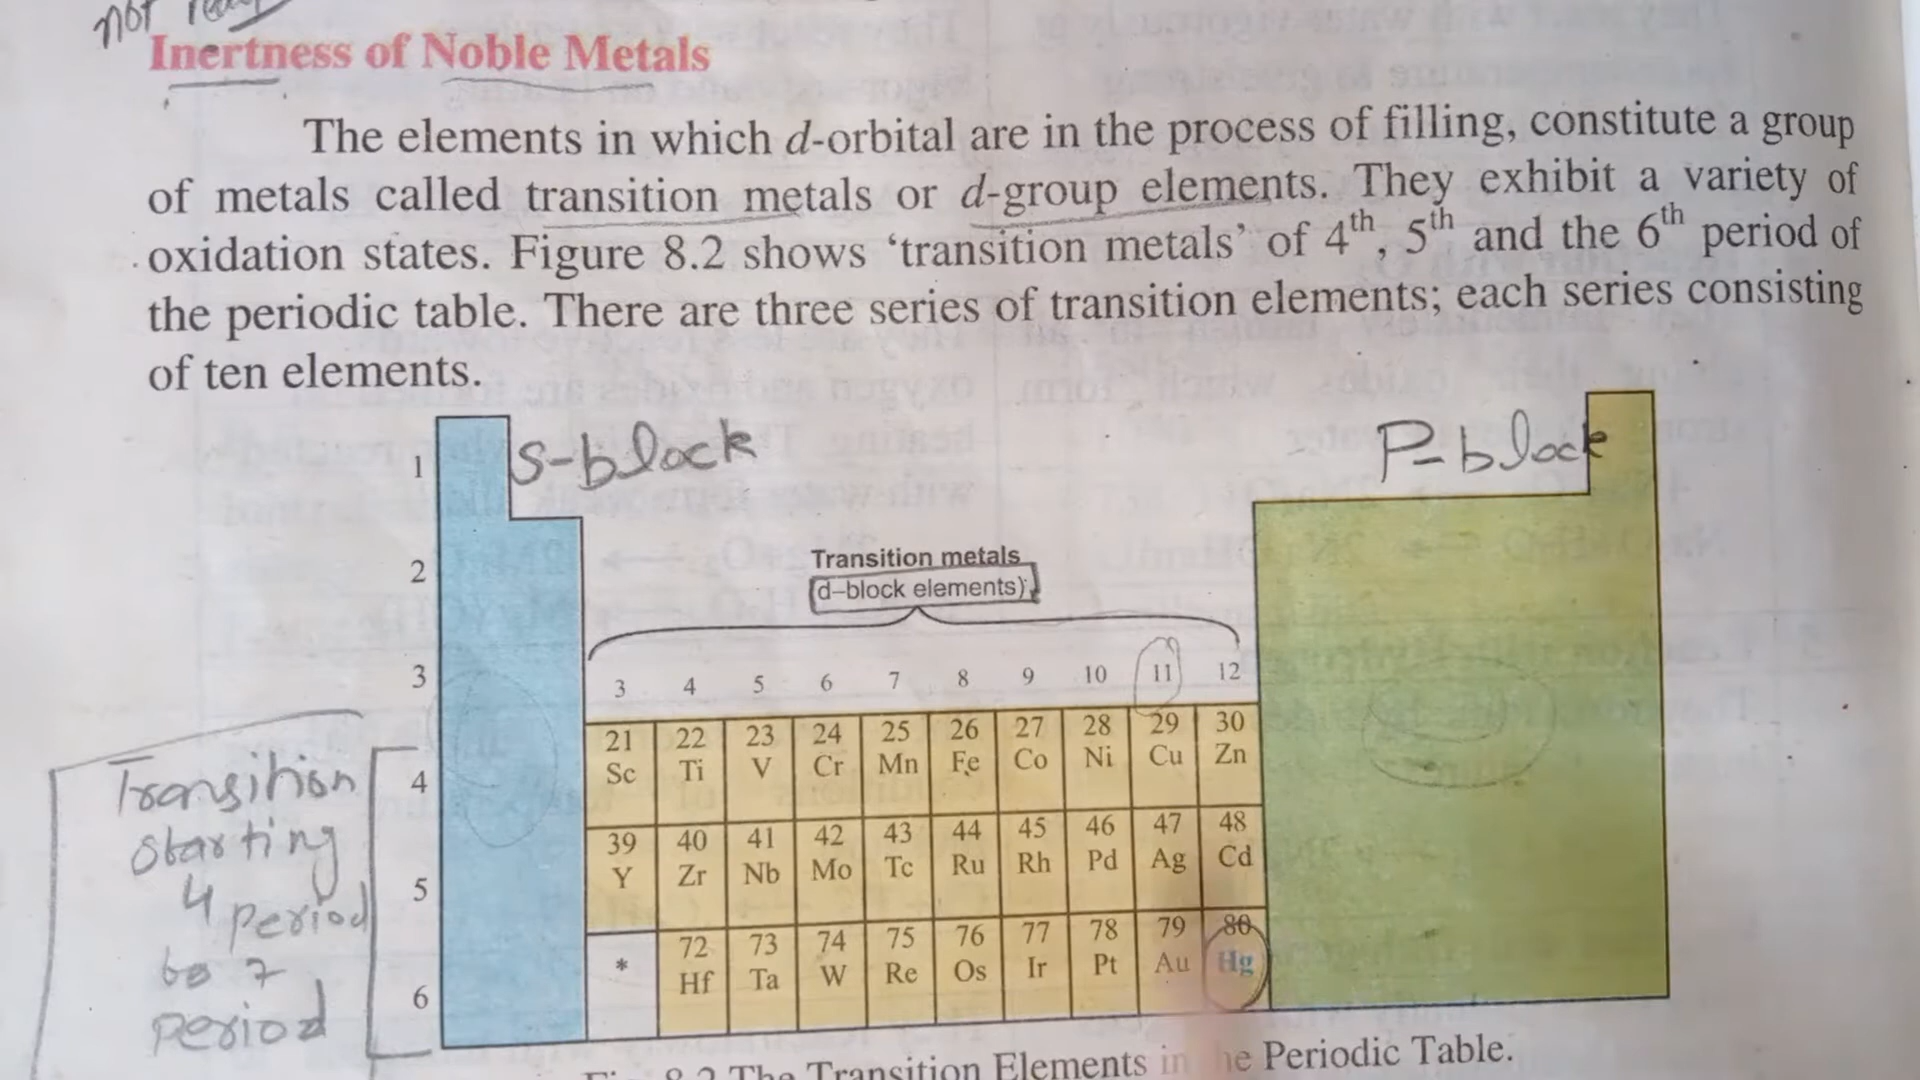 not
Inertness of Noble Metals
The elements in which d-orbital are in the process of filling, constitute a group
of metals called transition metals or d-group elements. They exhibit a variety of
oxidation states. Figure 8.2 shows ‘transition metals’ of 4th, 5th and the 6th period of
the periodic table. There are three series of transition elements; each series consisting
of ten elements.
s-block
P-block
1
2
Transition metals
(d-block elements)
3
3 4 5 6 7 8 9 10 11 12
21 22 23 24 25 26 27 28 29 30
Sc Ti V Cr Mn Fe Co Ni Cu Zn
4
39 40 41 42 43 44 45 46 47 48
Y Zr Nb Mo Tc Ru Rh Pd Ag Cd
5
72 73 74 75 76 77 78 79 80
* Hf Ta W Re Os Ir Pt Au Hg
6
Transition
starting
4 period
to 7
period
8.2 The Transition Elements in he Periodic Table.